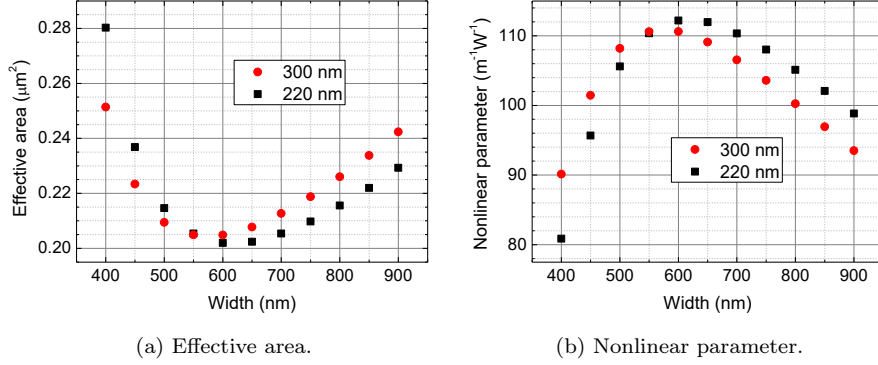 0.28
0.26
0.24
0.22
0.20
Effective area (μm²)
300 nm
220 nm
400 500 600 700 800 900
Width (nm)
(a) Effective area.
110
100
90
80
Nonlinear parameter (m⁻¹W⁻¹)
300 nm
220 nm
400 500 600 700 800 900
Width (nm)
(b) Nonlinear parameter.